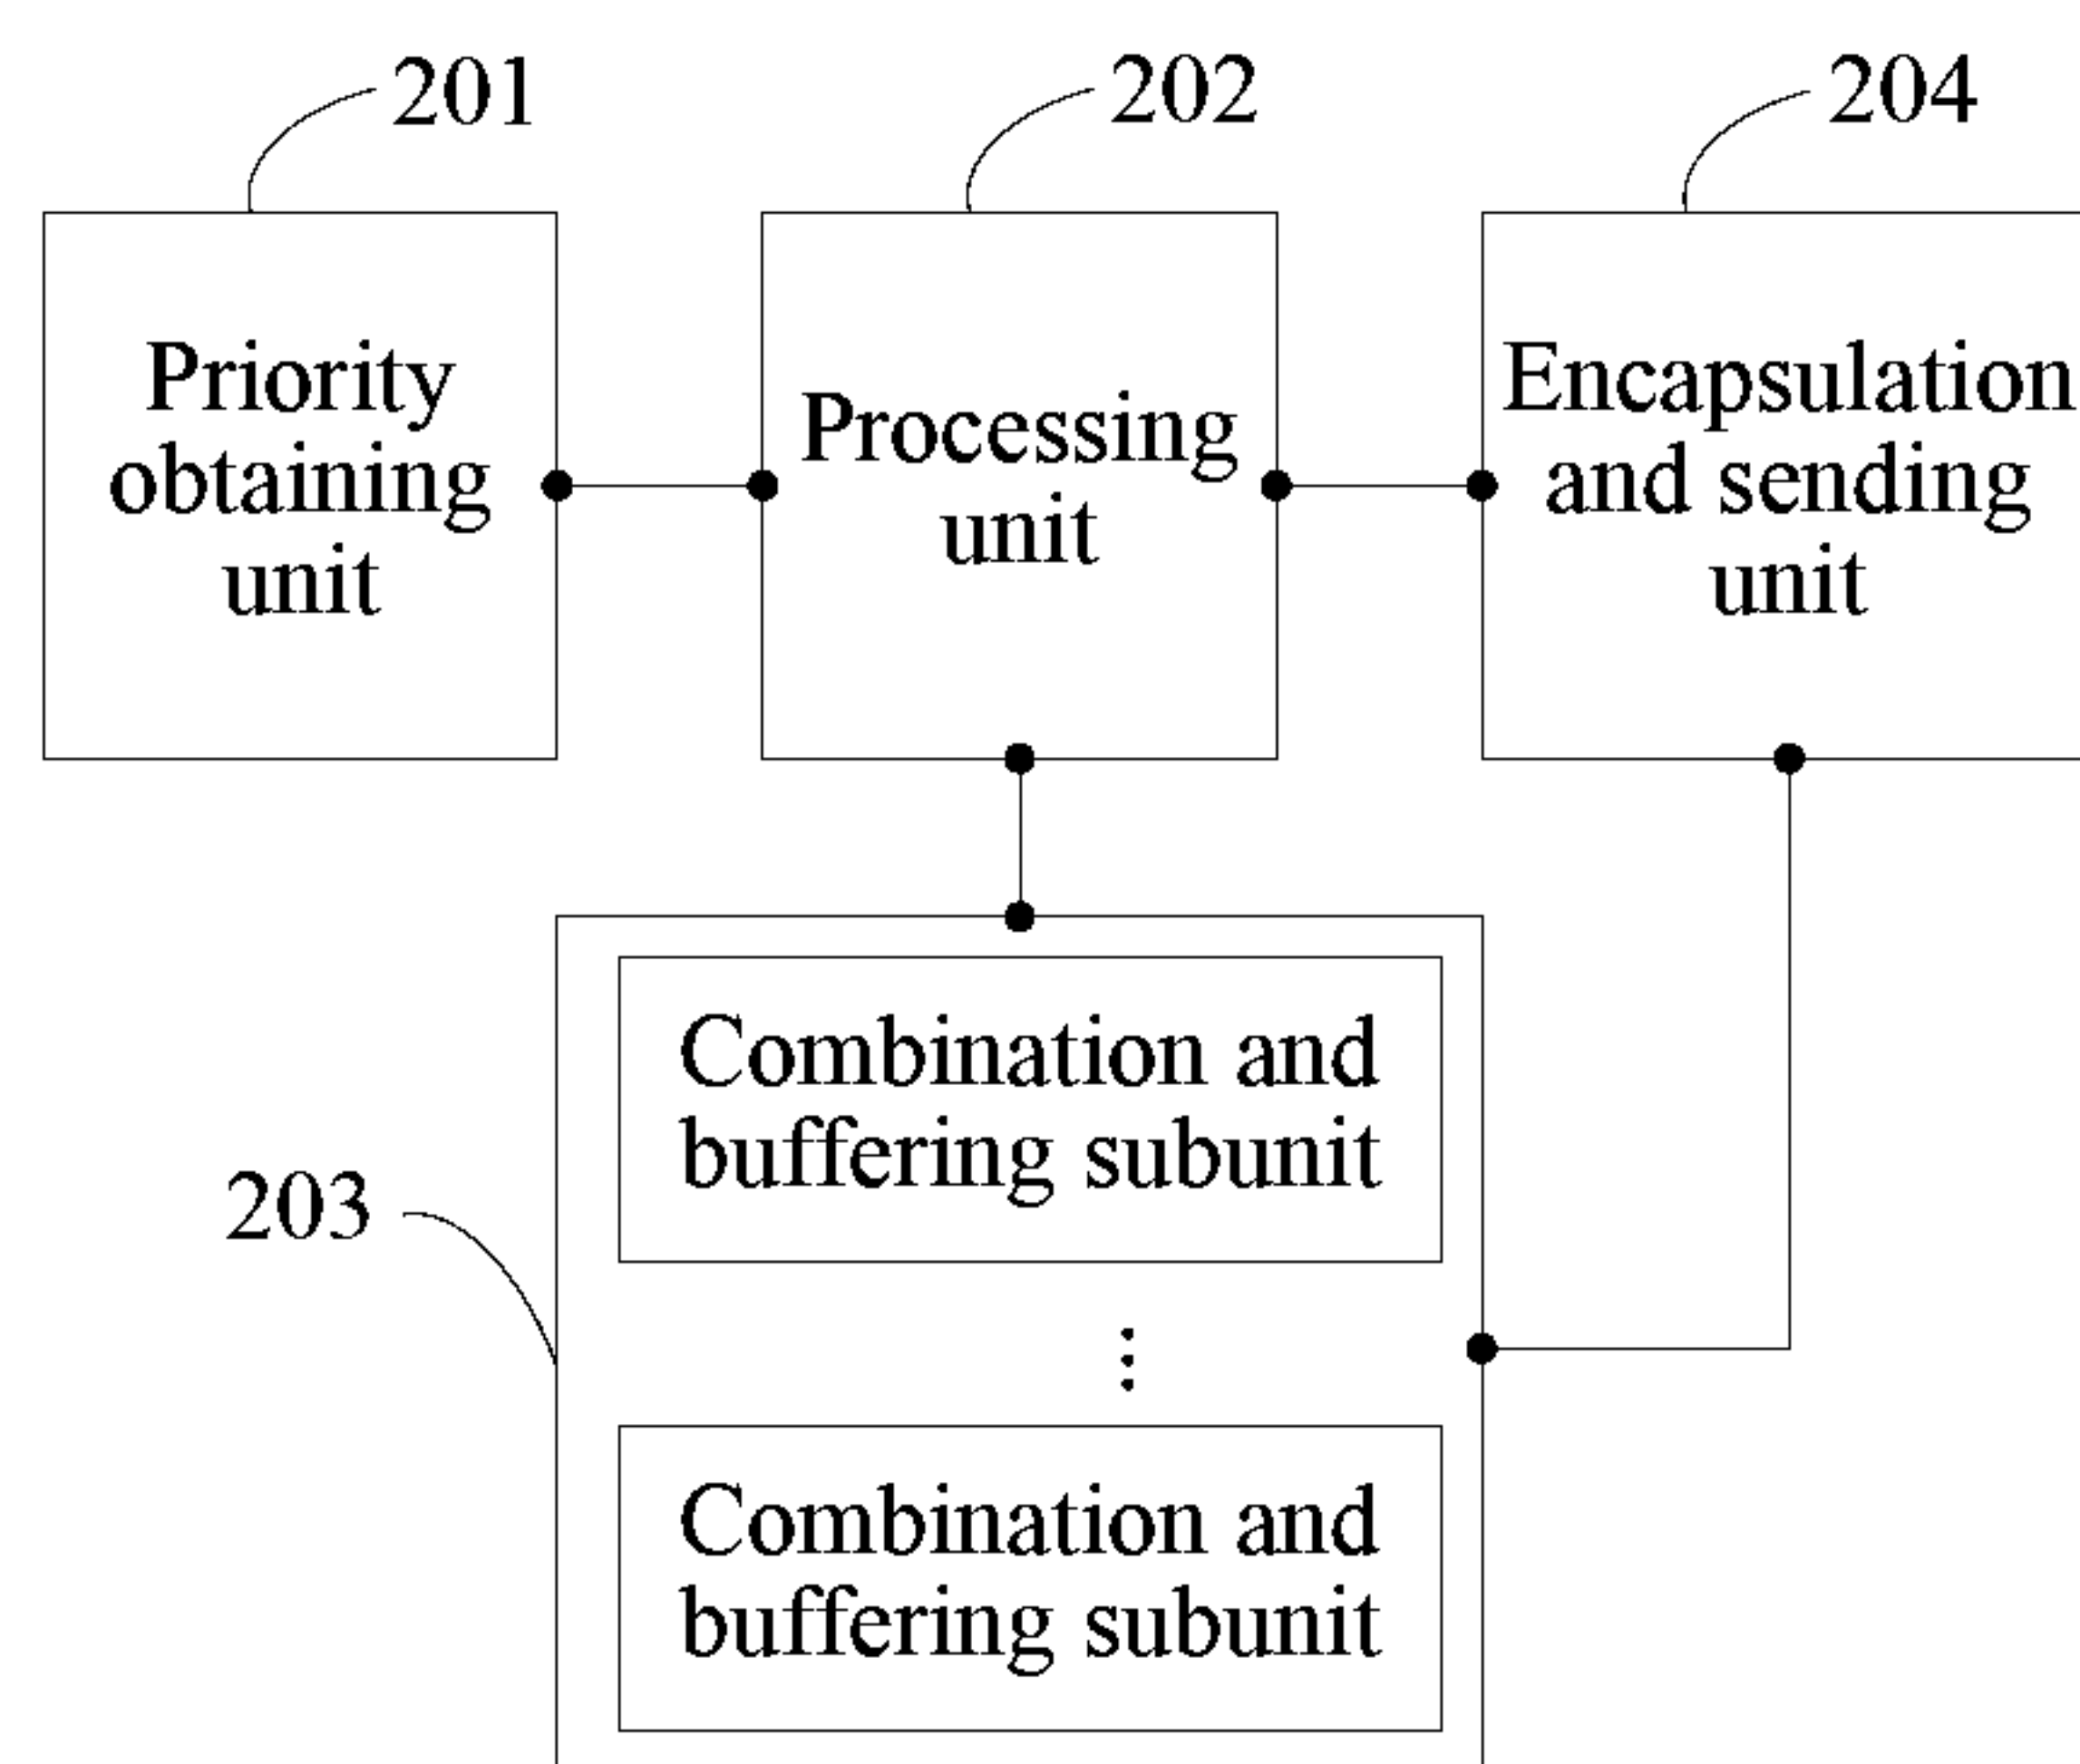 201
202
204
Priority
obtaining
unit
Processing
unit
Encapsulation
and sending
unit
203
Combination and
buffering subunit
Combination and
buffering subunit